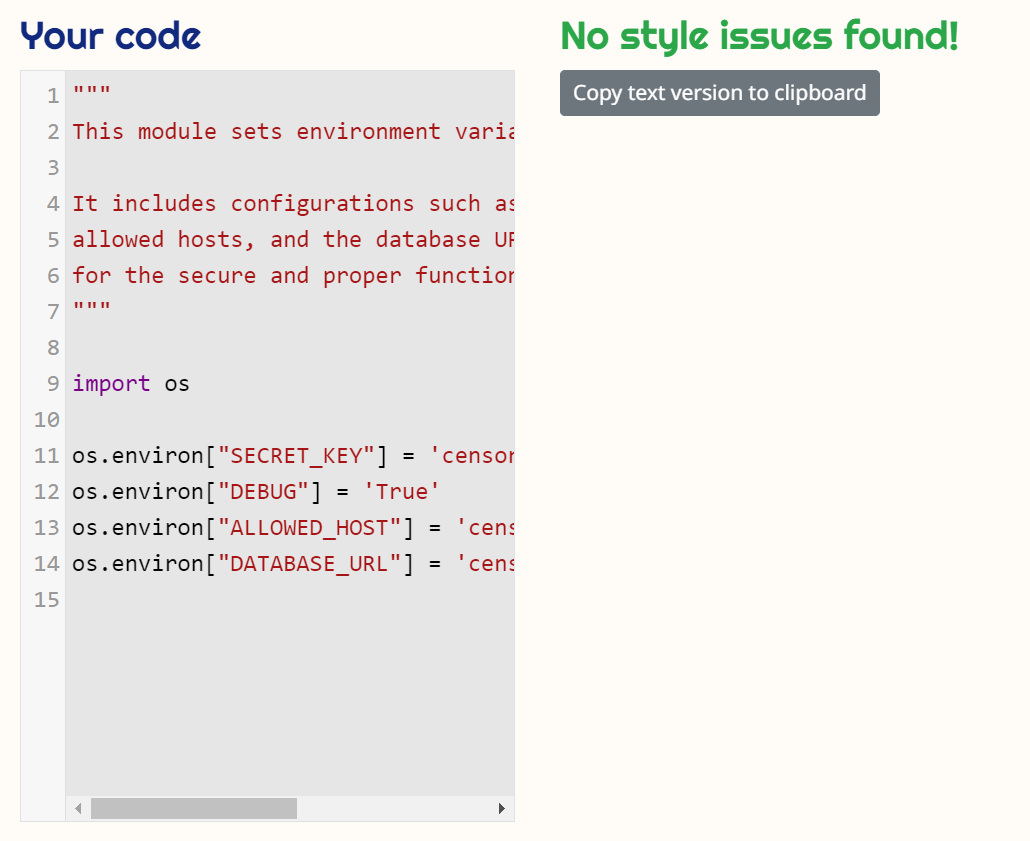 Your code
No style issues found!
Copy text version to clipboard
1 """
2 This module sets environment varia
3
4 It includes configurations such as
5 allowed hosts, and the database UR
6 for the secure and proper function
7 """
8
9 import os
10
11 os.environ["SECRET_KEY"] = 'censor
12 os.environ["DEBUG"] = 'True'
13 os.environ["ALLOWED_HOST"] = 'cens
14 os.environ["DATABASE_URL"] = 'cens
15